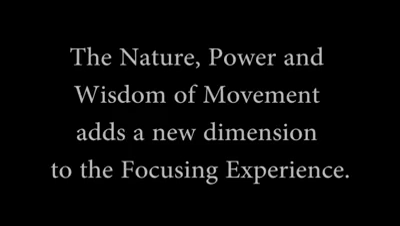 The Nature, Power and
Wisdom of Movement
adds a new dimension
to the Focusing Experience.